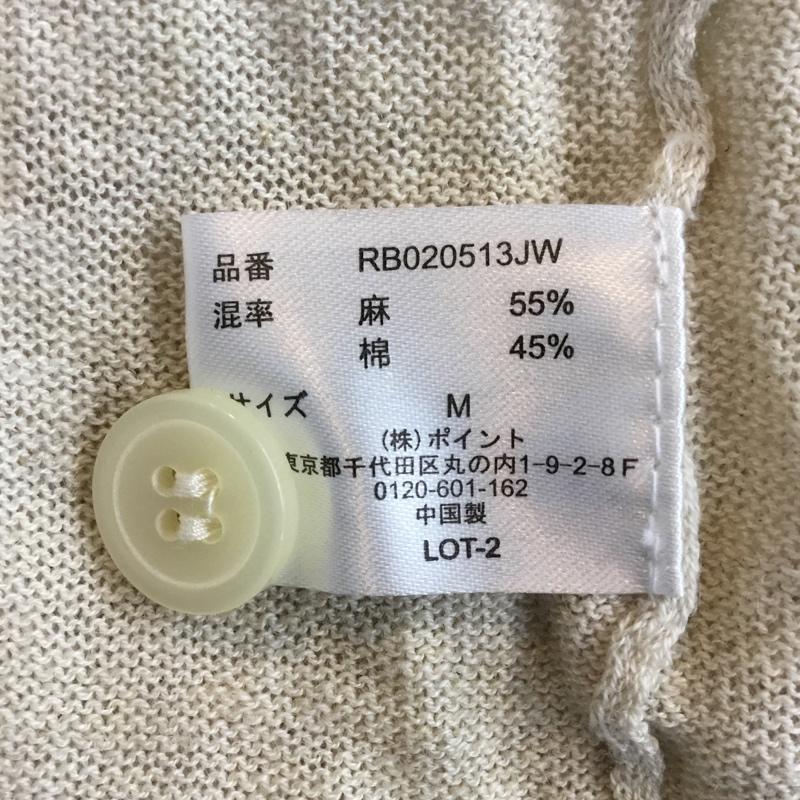 品番 RB020513JW
混率 麻 55%
棉 45%
サイズ M
(株)ポイント
東京都千代田区丸の内1-9-2-8F
0120-601-162
中国製
LOT-2